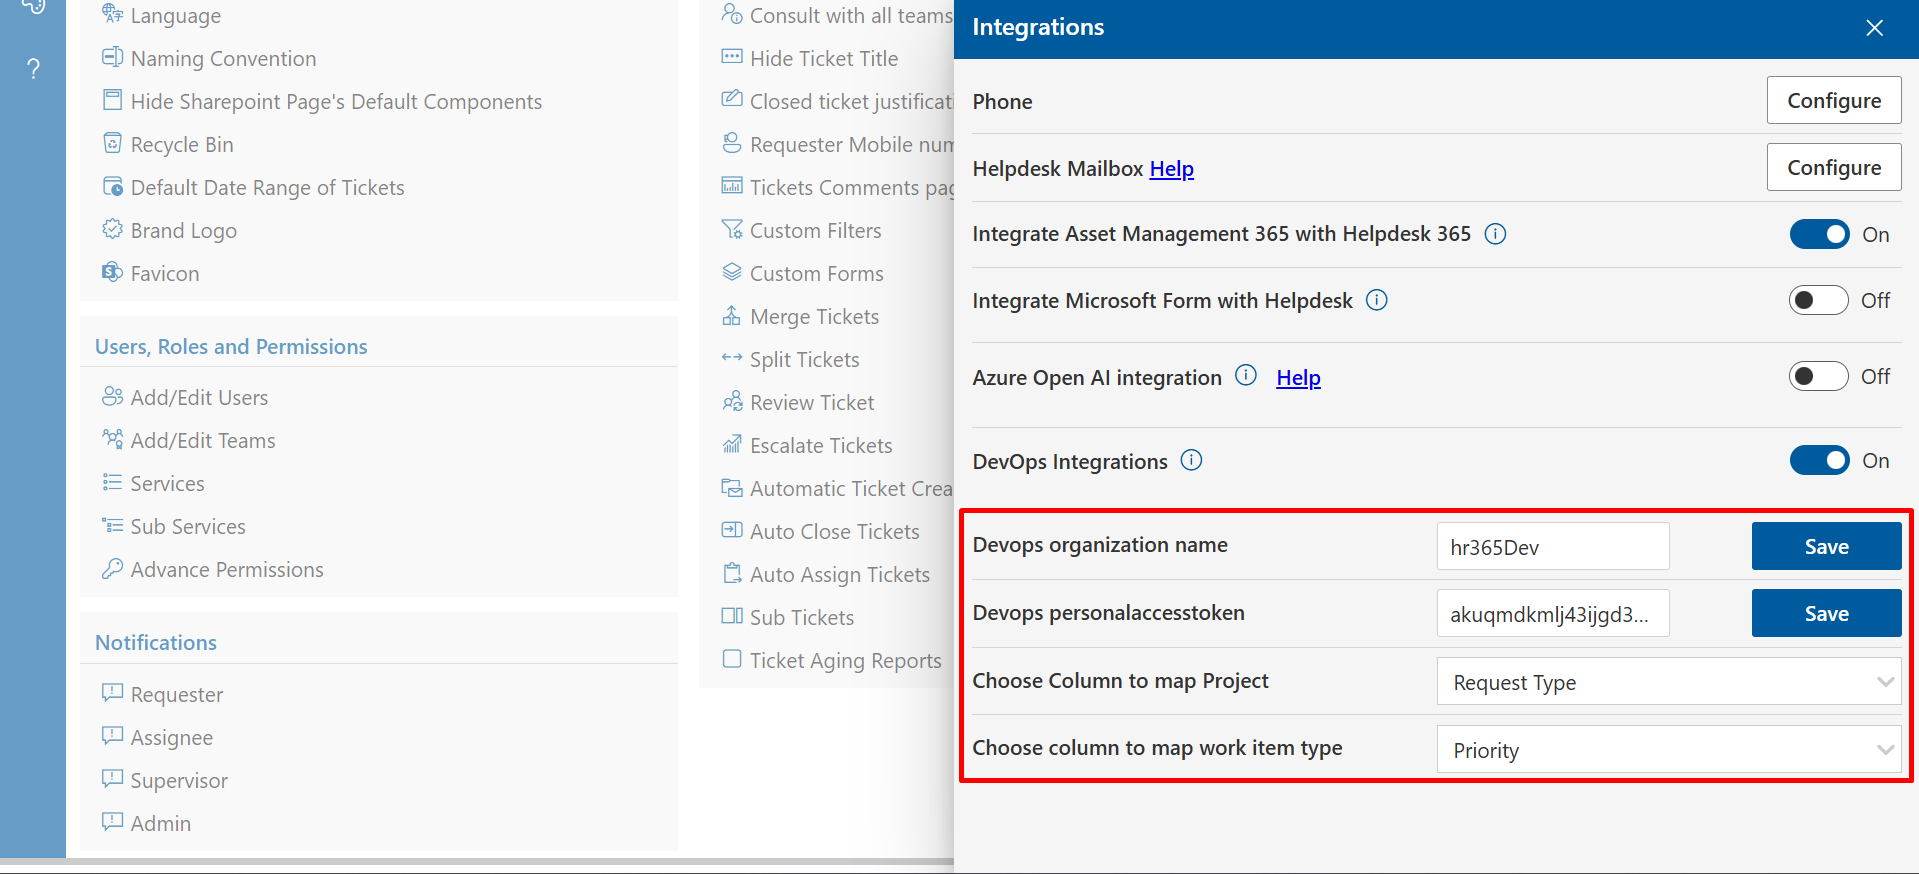 Language
Naming Convention
Hide Sharepoint Page's Default Components
Recycle Bin
Default Date Range of Tickets
Brand Logo
Favicon
Users, Roles and Permissions
Add/Edit Users
Add/Edit Teams
Services
Sub Services
Advance Permissions
Notifications
Requester
Assignee
Supervisor
Admin
Consult with all teams
Hide Ticket Title
Closed ticket justificati
Requester Mobile num
Tickets Comments pag
Custom Filters
Custom Forms
Merge Tickets
Split Tickets
Review Ticket
Escalate Tickets
Automatic Ticket Crea
Auto Close Tickets
Auto Assign Tickets
Sub Tickets
Ticket Aging Reports
Integrations
Phone Configure
Helpdesk Mailbox Help Configure
Integrate Asset Management 365 with Helpdesk 365 On
Integrate Microsoft Form with Helpdesk Off
Azure Open AI integration Help Off
DevOps Integrations On
Devops organization name hr365Dev Save
Devops personalaccesstoken akuqmdkmlj43ijgd3... Save
Choose Column to map Project Request Type
Choose column to map work item type Priority